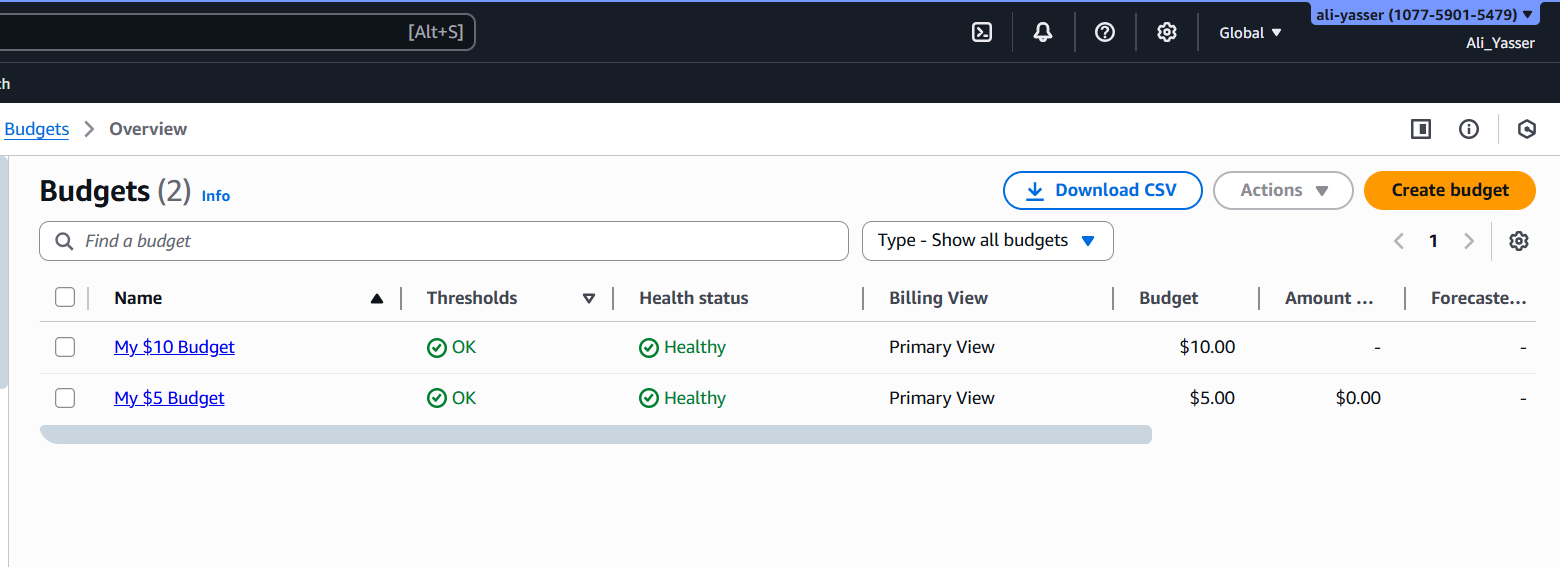 [Alt+S]
Global
ali-yasser (1077-5901-5479)
Ali_Yasser
Budgets
Overview
Budgets (2) Info
Download CSV
Actions
Create budget
Find a budget
Type - Show all budgets
1
Name Thresholds Health status Billing View Budget Amount ... Forecaste...
My $10 Budget OK Healthy Primary View $10.00 - -
My $5 Budget OK Healthy Primary View $5.00 $0.00 -